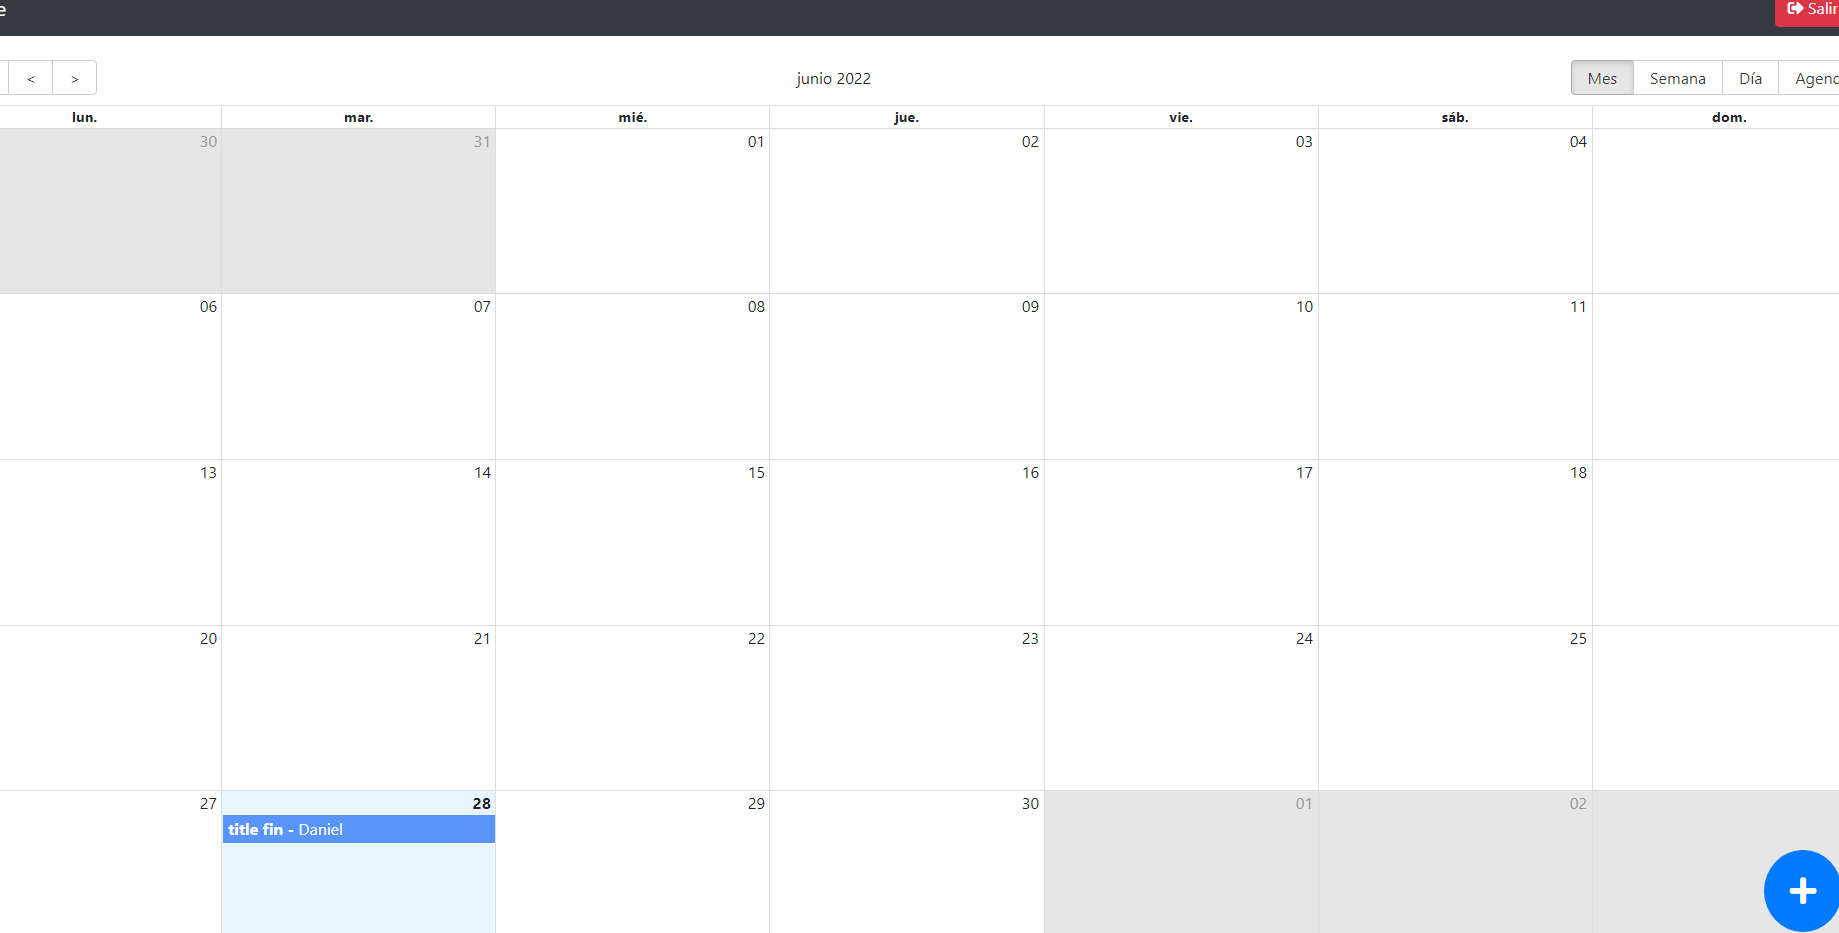 e
Salir
< >
junio 2022
Mes Semana Día
lun. mar. mié. jue. vie. sáb. dom.
30 31 01 02 03 04
06 07 08 09 10 11
13 14 15 16 17 18
20 21 22 23 24 25
27 28 29 30 01 02
title fin - Daniel